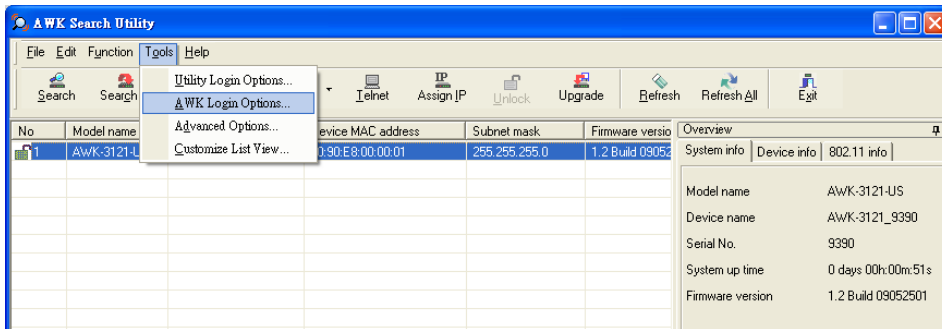 AWK Search Utility
File Edit Function Tools Help
Search Search Telnet IP Assign IP Unlock Upgrade Refresh Refresh All Exit
Utility Login Options...
AWK Login Options...
Advanced Options...
Customize List View...
No Model name evice MAC address Subnet mask Firmware versio
1 AWK-3121-U 0:90:E8:00:00:01 255.255.255.0 1.2 Build 09052
Overview
System info Device info 802.11 info
Model name AWK-3121-US
Device name AWK-3121_9390
Serial No. 9390
System up time 0 days 00h:00m:51s
Firmware version 1.2 Build 09052501